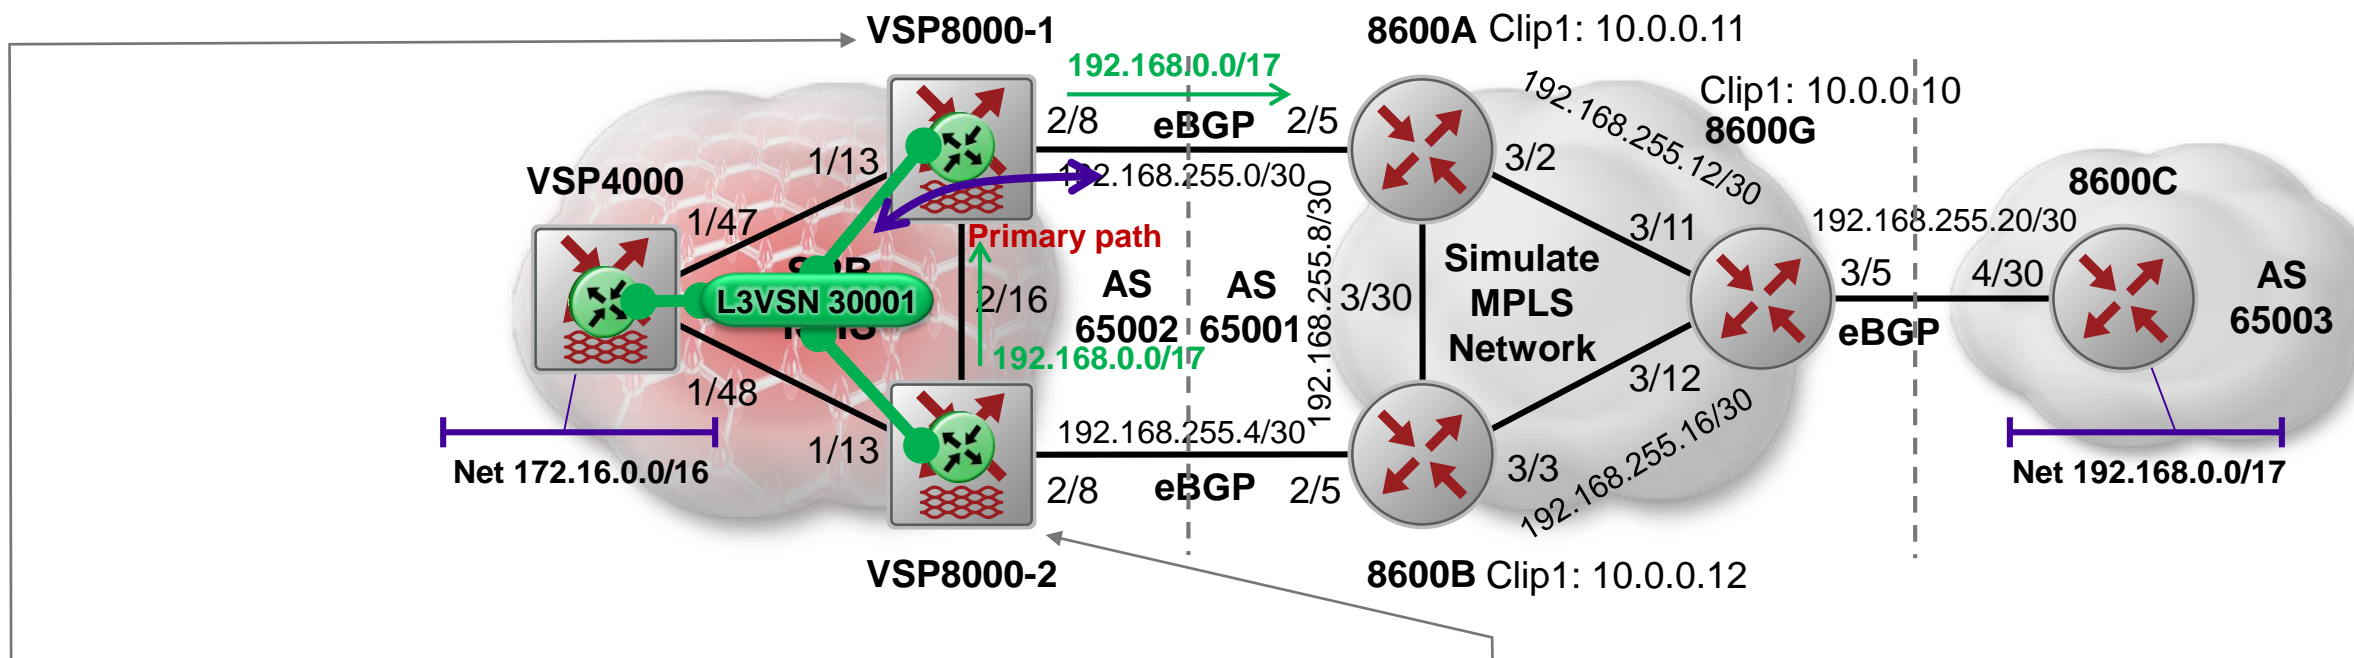 VSP8000-1
8600A Clip1: 10.0.0.11
192.168.0.0/17
Clip1: 10.0.0.10
8600G
2/8
eBGP
2/5
192.168.255.0/30
192.168.255.12/30
3/2
3/11
VSP4000
1/13
1/47
Primary path
192.168.255.8/30
8600C
192.168.255.20/30
SPB
L3VSN 30001
IS-IS
2/16
AS
65002
AS
65001
3/30
Simulate
MPLS
Network
3/5
4/30
eBGP
AS
65003
192.168.0.0/17
1/48
3/12
1/13
Net 172.16.0.0/16
192.168.255.4/30
2/8
eBGP
2/5
3/3
192.168.255.16/30
Net 192.168.0.0/17
VSP8000-2
8600B Clip1: 10.0.0.12